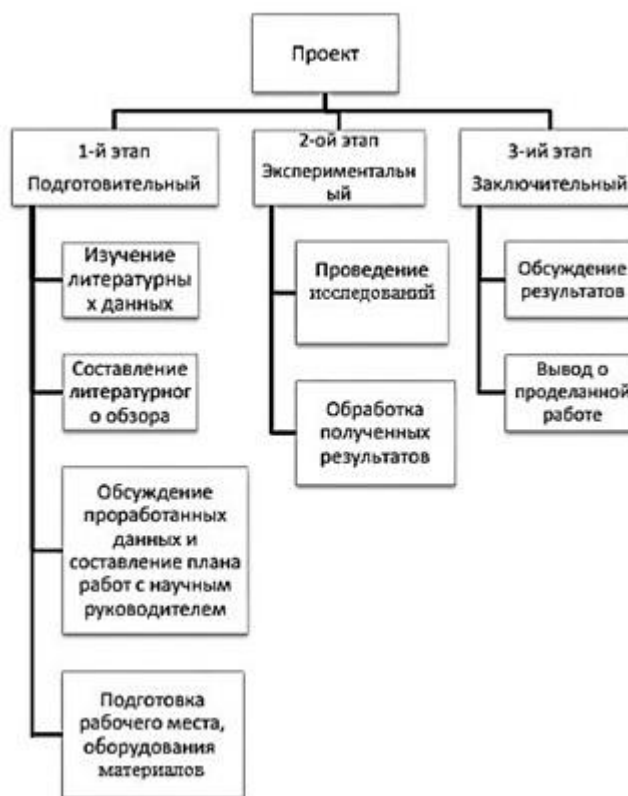 Проект
1-й этап
Подготовительный
Изучение
литературны
х данных
Составление
литературног
о обзора
Обсуждение
проработанных
данных и
составление плана
работ с научным
руководителем
Подготовка
рабочего места,
оборудования
материалов
2-ой этап
Экспериментальн
ый
Проведение
исследований
Обработка
полученных
результатов
3-ий этап
Заключительный
Обсуждение
результатов
Вывод о
проделанной
работе